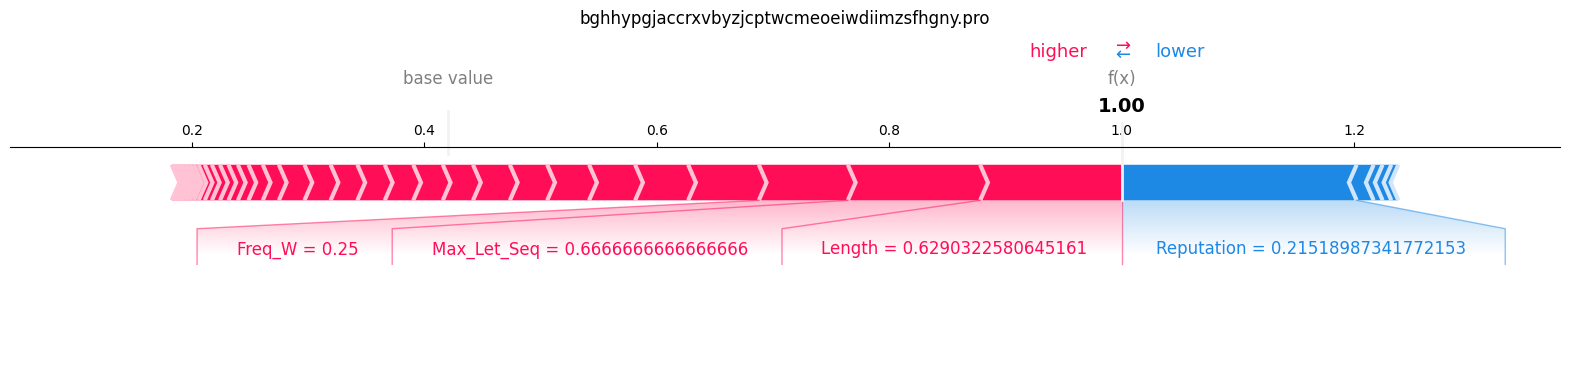 bghhypgjaccrxvbyzjcptwcmeoeiwdiimzsfhgny.pro
higher ⇄ lower
base value f(x)
1.00
0.2 0.4 0.6 0.8 1.0 1.2
Freq_W = 0.25 Max_Let_Seq = 0.6666666666666666 Length = 0.6290322580645161 Reputation = 0.21518987341772153